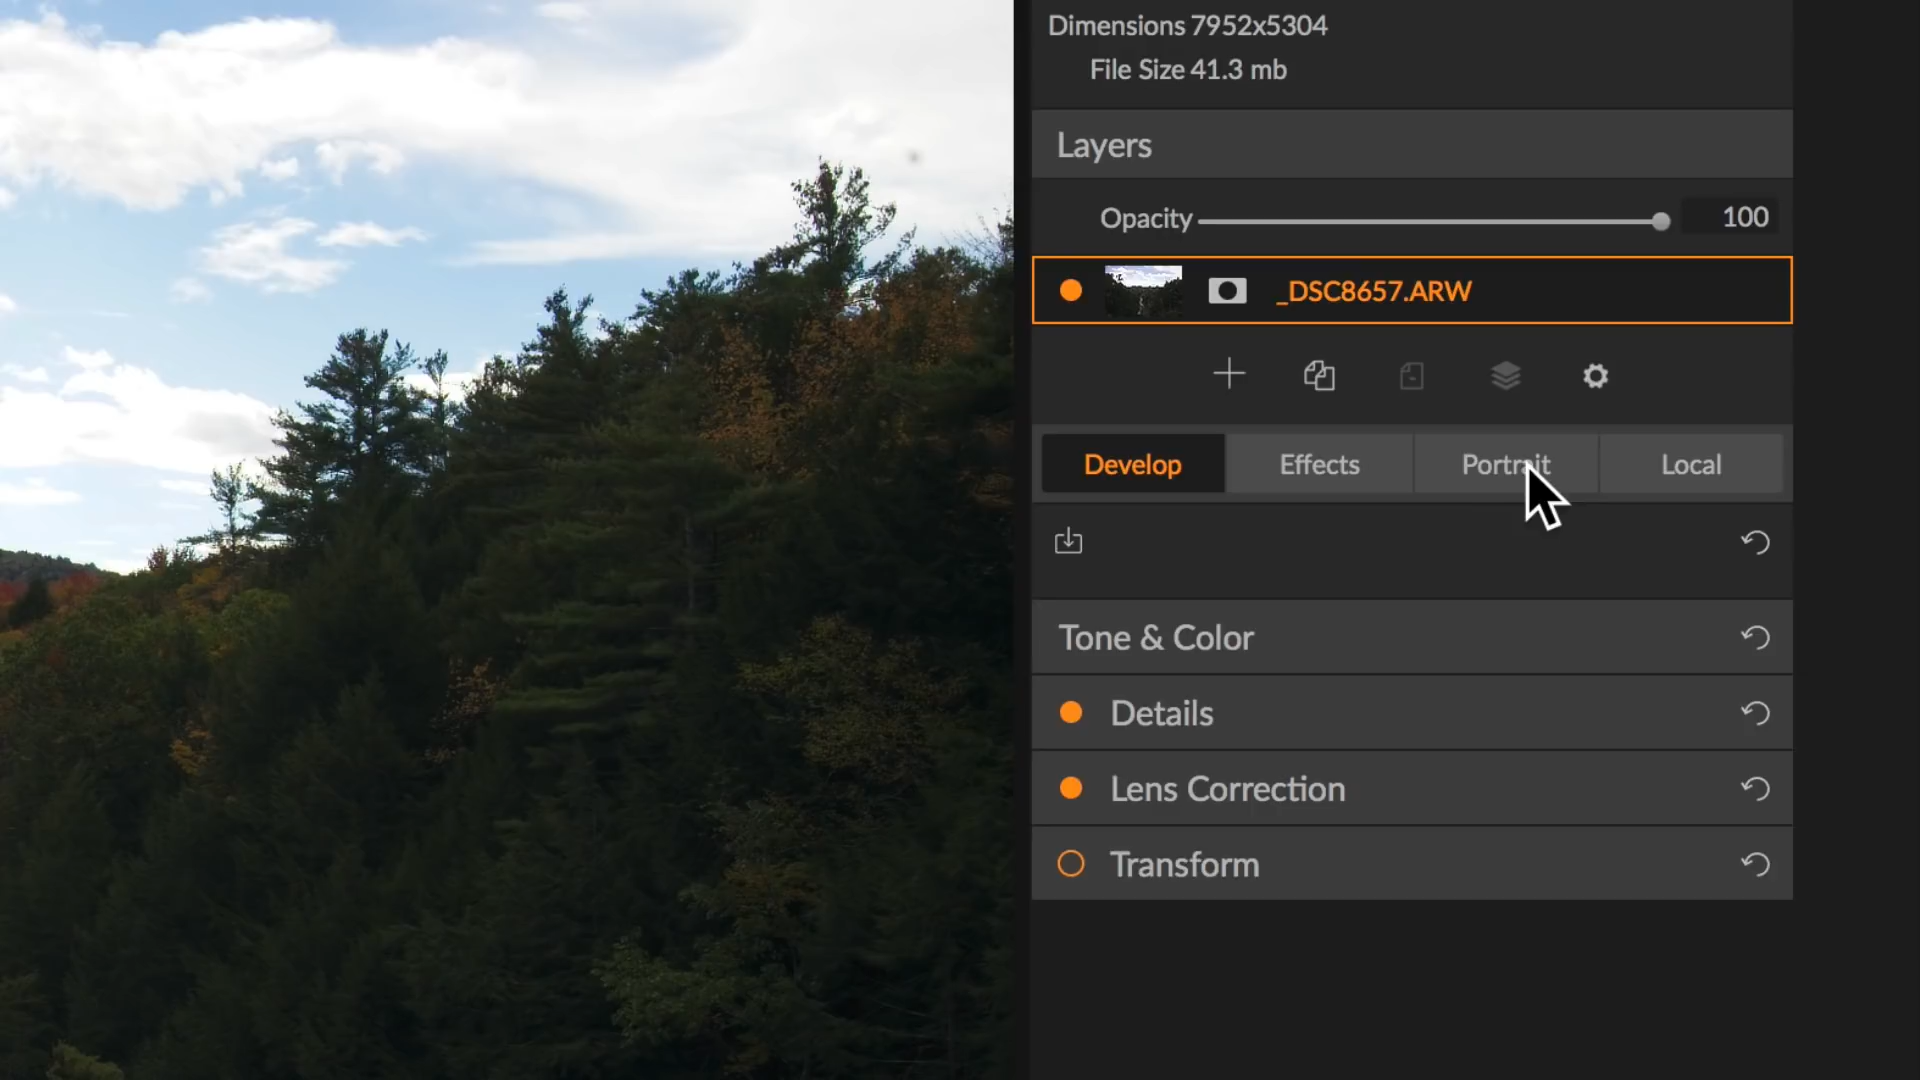 Dimensions 7952x5304
File Size 41.3 mb
Layers
Opacity 100
_DSC8657.ARW
Develop Effects Portrait Local
Tone & Color
Details
Lens Correction
Transform